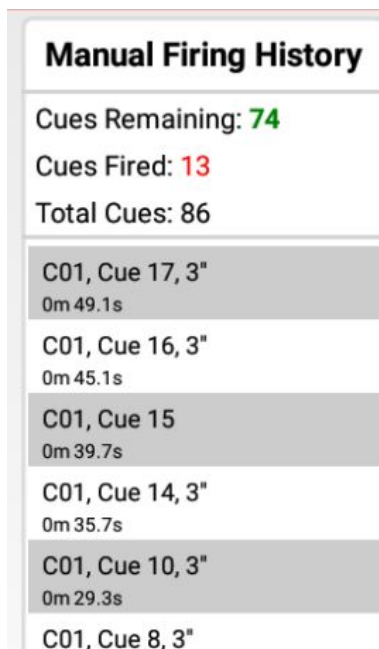 Manual Firing History
Cues Remaining: 74
Cues Fired: 13
Total Cues: 86
C01, Cue 17, 3"
0m 49.1s
C01, Cue 16, 3"
0m 45.1s
C01, Cue 15
0m 39.7s
C01, Cue 14, 3"
0m 35.7s
C01, Cue 10, 3"
0m 29.3s
C01, Cue 8, 3"